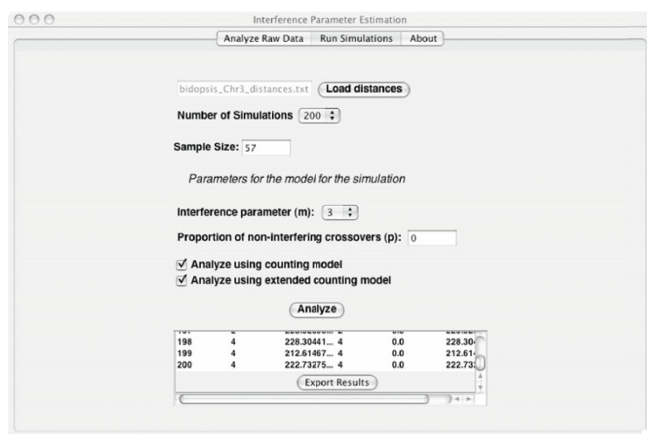 Interference Parameter Estimation
Analyze Raw Data Run Simulations About
bidopsis_Chr3_distances.txt Load distances
Number of Simulations 200
Sample Size: 57
Parameters for the model for the simulation
Interference parameter (m): 3
Proportion of non-interfering crossovers (p): 0
Analyze using counting model
Analyze using extended counting model
Analyze
198 4 228.30441... 4 0.0 228.304
199 4 212.61467... 4 0.0 212.614
200 4 222.73275... 4 0.0 222.73
Export Results